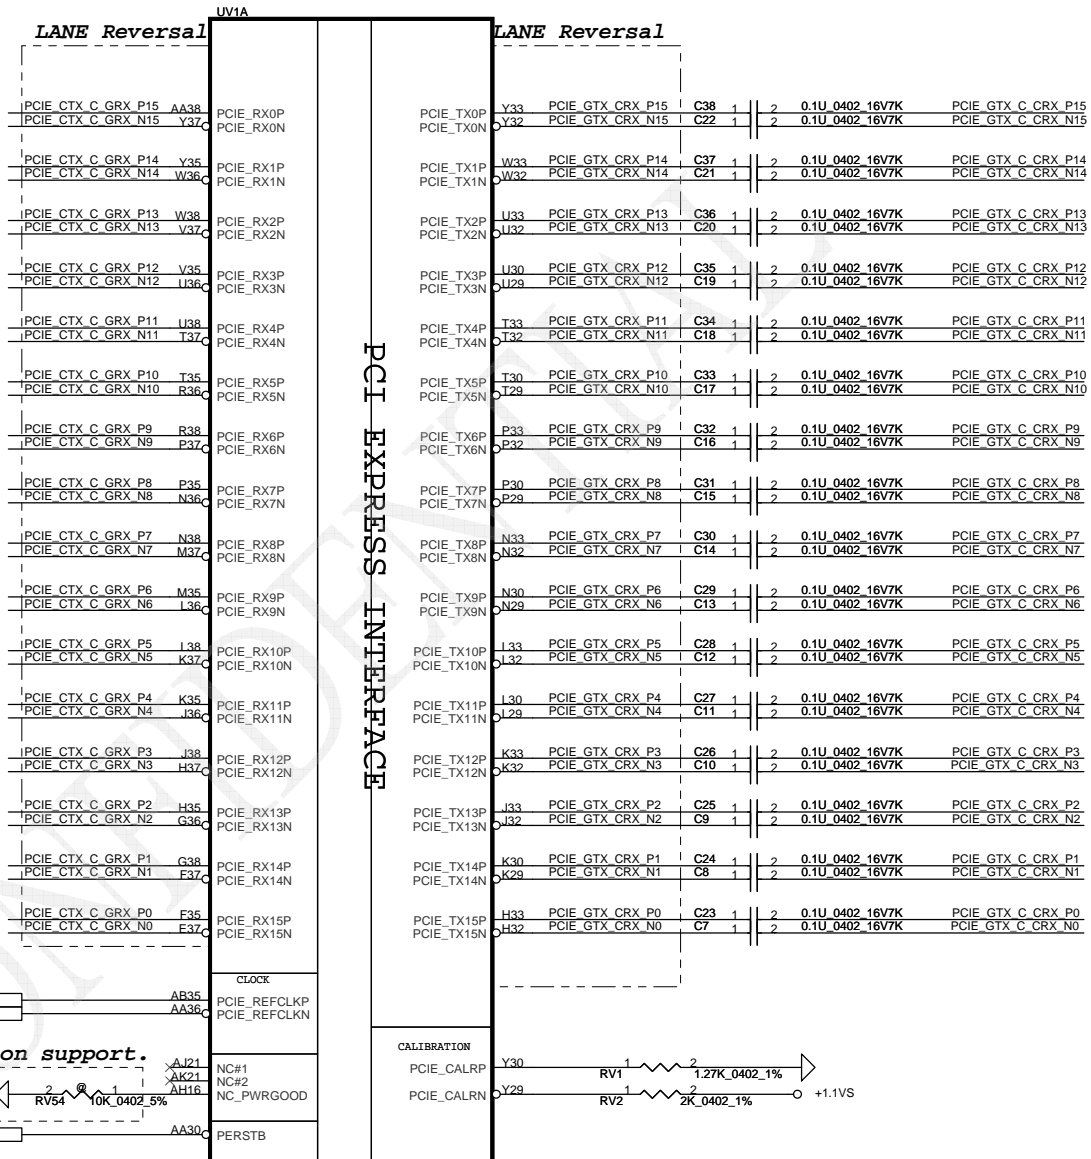 UV1A
LANE Reversal LANE Reversal
PCIE_CTX_C_GRX_P15 AA38 PCIE_RX0P PCIE_TX0P Y33 PCIE_GTX_CRX_P15 C38 1 2 0.1U_0402_16V7K PCIE_GTX_C_CRX_P15
PCIE_CTX_C_GRX_N15 Y37 PCIE_RX0N PCIE_TX0N Y32 PCIE_GTX_CRX_N15 C22 1 2 0.1U_0402_16V7K PCIE_GTX_C_CRX_N15
PCIE_CTX_C_GRX_P14 Y35 PCIE_RX1P PCIE_TX1P W33 PCIE_GTX_CRX_P14 C37 1 2 0.1U_0402_16V7K PCIE_GTX_C_CRX_P14
PCIE_CTX_C_GRX_N14 W36 PCIE_RX1N PCIE_TX1N W32 PCIE_GTX_CRX_N14 C21 1 2 0.1U_0402_16V7K PCIE_GTX_C_CRX_N14
PCIE_CTX_C_GRX_P13 W38 PCIE_RX2P PCIE_TX2P U33 PCIE_GTX_CRX_P13 C36 1 2 0.1U_0402_16V7K PCIE_GTX_C_CRX_P13
PCIE_CTX_C_GRX_N13 V37 PCIE_RX2N PCIE_TX2N U32 PCIE_GTX_CRX_N13 C20 1 2 0.1U_0402_16V7K PCIE_GTX_C_CRX_N13
PCIE_CTX_C_GRX_P12 V35 PCIE_RX3P PCIE_TX3P U30 PCIE_GTX_CRX_P12 C35 1 2 0.1U_0402_16V7K PCIE_GTX_C_CRX_P12
PCIE_CTX_C_GRX_N12 U36 PCIE_RX3N PCIE_TX3N U29 PCIE_GTX_CRX_N12 C19 1 2 0.1U_0402_16V7K PCIE_GTX_C_CRX_N12
PCIE_CTX_C_GRX_P11 U38 PCIE_RX4P PCIE_TX4P T33 PCIE_GTX_CRX_P11 C34 1 2 0.1U_0402_16V7K PCIE_GTX_C_CRX_P11
PCIE_CTX_C_GRX_N11 T37 PCIE_RX4N PCIE_TX4N T32 PCIE_GTX_CRX_N11 C18 1 2 0.1U_0402_16V7K PCIE_GTX_C_CRX_N11
PCIE_CTX_C_GRX_P10 T35 PCIE_RX5P PCIE_TX5P T30 PCIE_GTX_CRX_P10 C33 1 2 0.1U_0402_16V7K PCIE_GTX_C_CRX_P10
PCIE_CTX_C_GRX_N10 R36 PCIE_RX5N PCIE_TX5N T29 PCIE_GTX_CRX_N10 C17 1 2 0.1U_0402_16V7K PCIE_GTX_C_CRX_N10
PCIE_CTX_C_GRX_P9 R38 PCIE_RX6P PCIE_TX6P P33 PCIE_GTX_CRX_P9 C32 1 2 0.1U_0402_16V7K PCIE_GTX_C_CRX_P9
PCIE_CTX_C_GRX_N9 P37 PCIE_RX6N PCIE_TX6N P32 PCIE_GTX_CRX_N9 C16 1 2 0.1U_0402_16V7K PCIE_GTX_C_CRX_N9
PCIE_CTX_C_GRX_P8 P35 PCIE_RX7P PCIE_TX7P P30 PCIE_GTX_CRX_P8 C31 1 2 0.1U_0402_16V7K PCIE_GTX_C_CRX_P8
PCIE_CTX_C_GRX_N8 N36 PCIE_RX7N PCIE_TX7N P29 PCIE_GTX_CRX_N8 C15 1 2 0.1U_0402_16V7K PCIE_GTX_C_CRX_N8
PCIE_CTX_C_GRX_P7 N38 PCIE_RX8P PCIE_TX8P N33 PCIE_GTX_CRX_P7 C30 1 2 0.1U_0402_16V7K PCIE_GTX_C_CRX_P7
PCIE_CTX_C_GRX_N7 M37 PCIE_RX8N PCIE_TX8N N32 PCIE_GTX_CRX_N7 C14 1 2 0.1U_0402_16V7K PCIE_GTX_C_CRX_N7
PCIE_CTX_C_GRX_P6 M35 PCIE_RX9P PCIE_TX9P N30 PCIE_GTX_CRX_P6 C29 1 2 0.1U_0402_16V7K PCIE_GTX_C_CRX_P6
PCIE_CTX_C_GRX_N6 L36 PCIE_RX9N PCIE_TX9N N29 PCIE_GTX_CRX_N6 C13 1 2 0.1U_0402_16V7K PCIE_GTX_C_CRX_N6
PCIE_CTX_C_GRX_P5 L38 PCIE_RX10P PCIE_TX10P L33 PCIE_GTX_CRX_P5 C28 1 2 0.1U_0402_16V7K PCIE_GTX_C_CRX_P5
PCIE_CTX_C_GRX_N5 K37 PCIE_RX10N PCIE_TX10N L32 PCIE_GTX_CRX_N5 C12 1 2 0.1U_0402_16V7K PCIE_GTX_C_CRX_N5
PCIE_CTX_C_GRX_P4 K35 PCIE_RX11P PCIE_TX11P L30 PCIE_GTX_CRX_P4 C27 1 2 0.1U_0402_16V7K PCIE_GTX_C_CRX_P4
PCIE_CTX_C_GRX_N4 J36 PCIE_RX11N PCIE_TX11N L29 PCIE_GTX_CRX_N4 C11 1 2 0.1U_0402_16V7K PCIE_GTX_C_CRX_N4
PCIE_CTX_C_GRX_P3 J38 PCIE_RX12P PCIE_TX12P K33 PCIE_GTX_CRX_P3 C26 1 2 0.1U_0402_16V7K PCIE_GTX_C_CRX_P3
PCIE_CTX_C_GRX_N3 H37 PCIE_RX12N PCIE_TX12N K32 PCIE_GTX_CRX_N3 C10 1 2 0.1U_0402_16V7K PCIE_GTX_C_CRX_N3
PCIE_CTX_C_GRX_P2 H35 PCIE_RX13P PCIE_TX13P J33 PCIE_GTX_CRX_P2 C25 1 2 0.1U_0402_16V7K PCIE_GTX_C_CRX_P2
PCIE_CTX_C_GRX_N2 G36 PCIE_RX13N PCIE_TX13N J32 PCIE_GTX_CRX_N2 C9 1 2 0.1U_0402_16V7K PCIE_GTX_C_CRX_N2
PCIE_CTX_C_GRX_P1 G38 PCIE_RX14P PCIE_TX14P K30 PCIE_GTX_CRX_P1 C24 1 2 0.1U_0402_16V7K PCIE_GTX_C_CRX_P1
PCIE_CTX_C_GRX_N1 F37 PCIE_RX14N PCIE_TX14N K29 PCIE_GTX_CRX_N1 C8 1 2 0.1U_0402_16V7K PCIE_GTX_C_CRX_N1
PCIE_CTX_C_GRX_P0 F35 PCIE_RX15P PCIE_TX15P H33 PCIE_GTX_CRX_P0 C23 1 2 0.1U_0402_16V7K PCIE_GTX_C_CRX_P0
PCIE_CTX_C_GRX_N0 E37 PCIE_RX15N PCIE_TX15N H32 PCIE_GTX_CRX_N0 C7 1 2 0.1U_0402_16V7K PCIE_GTX_C_CRX_N0
PCI EXPRESS INTERFACE
CLOCK
AB35 PCIE_REFCLKP
AA36 PCIE_REFCLKN
on support.
CALIBRATION
AJ21 NC#1 PCIE_CALRP Y30 RV1 1 2 1.27K_0402_1%
AK21 NC#2
2 @ 1 AH16 NC_PWRGOOD PCIE_CALRN Y29 RV2 1 2 2K_0402_1% +1.1VS
RV54 10K_0402_5%
AA30 PERSTB
CONFIDENTIAL